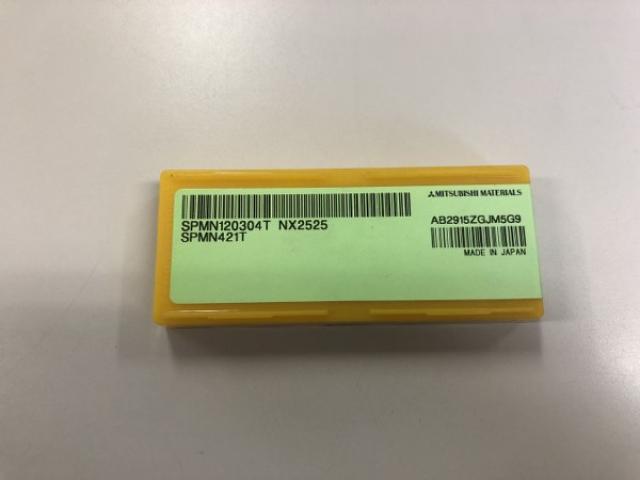 MITSUBISHI MATERIALS
SPMN120304T NX2525
SPMN421T
AB2915ZGJM5G9
MADE IN JAPAN